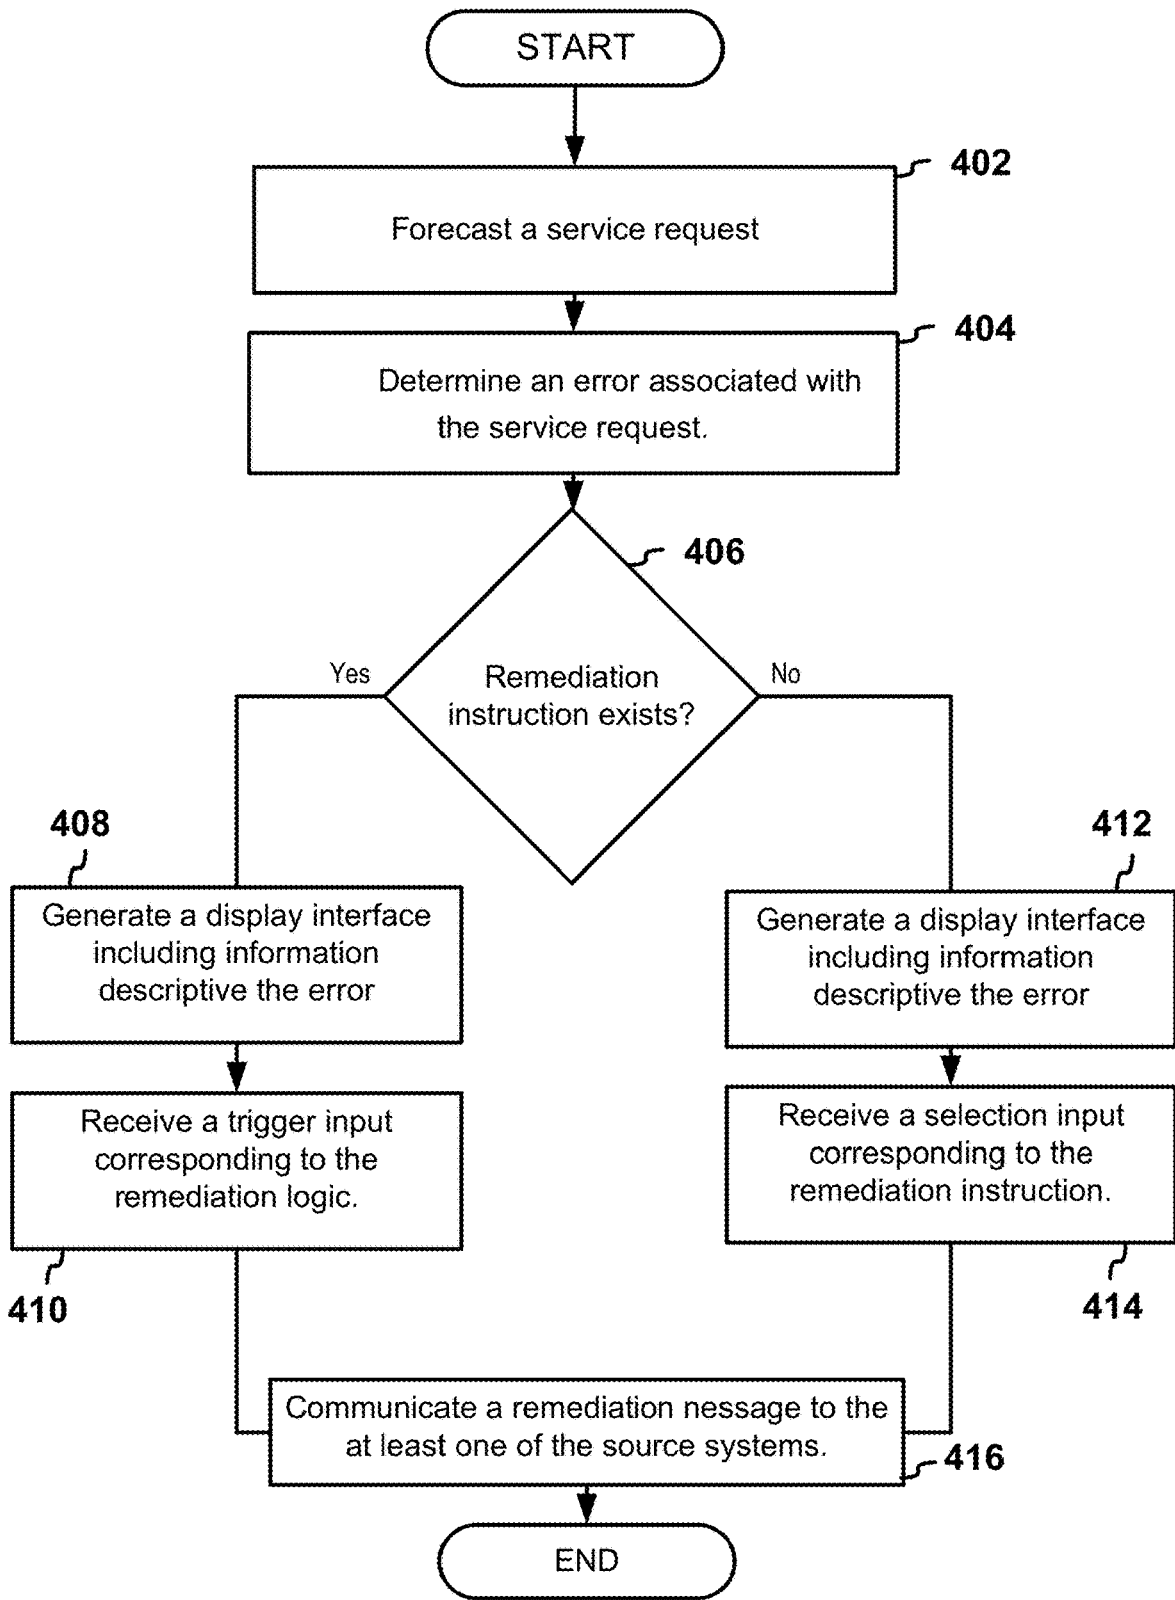 START
402
Forecast a service request
404
Determine an error associated with
the service request.
406
Yes
Remediation
instruction exists?
No
408
Generate a display interface
including information
descriptive the error
Receive a trigger input
corresponding to the
remediation logic.
410
412
Generate a display interface
including information
descriptive the error
Receive a selection input
corresponding to the
remediation instruction.
414
Communicate a remediation nessage to the
at least one of the source systems.
416
END